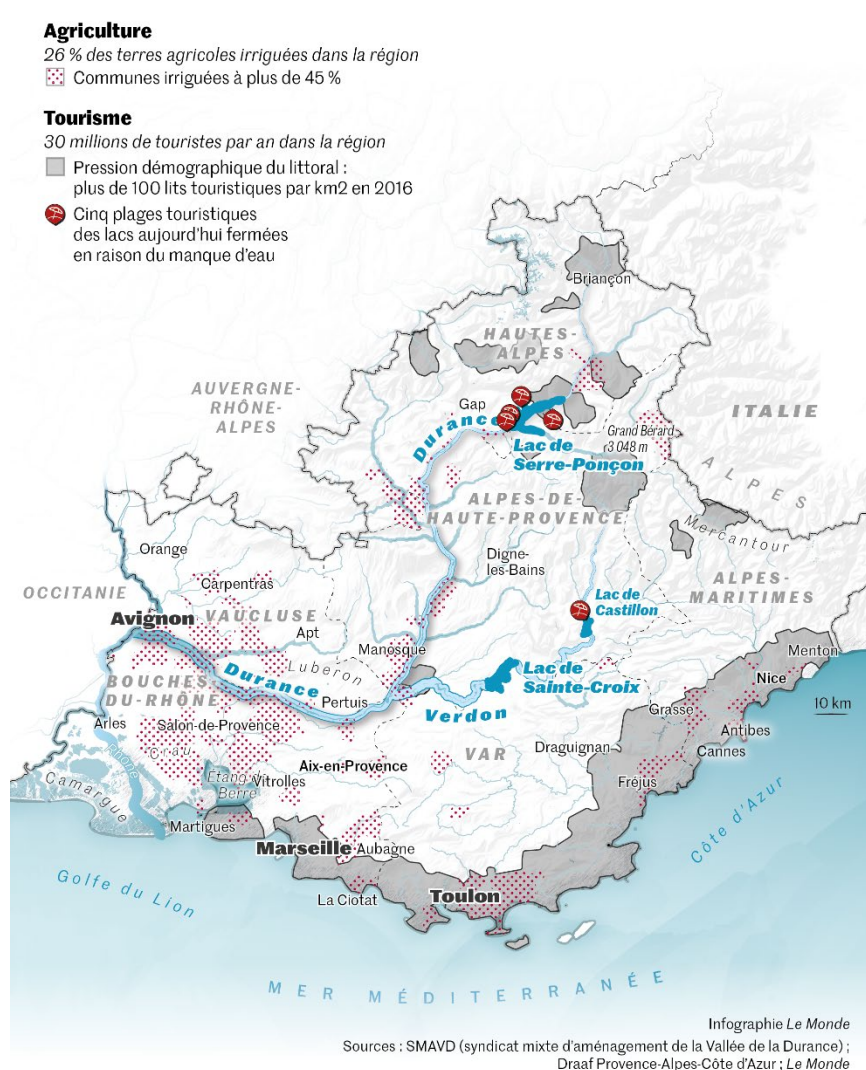 Agriculture
26 % des terres agricoles irriguées dans la région
Communes irriguées à plus de 45 %
Tourisme
30 millions de touristes par an dans la région
Pression démographique du littoral :
plus de 100 lits touristiques par km2 en 2016
Cinq plages touristiques
des lacs aujourd'hui fermées
en raison du manque d'eau
Briançon
HAUTES-
ALPES
AUVERGNE-
RHÔNE-
ALPES
Gap
Durance
ITALIE
Grand Bérard
3 048 m
Lac de
Serre-Ponçon
ALPES
ALPES-DE-
HAUTE-PROVENCE
Mercantour
Orange
Digne-
les-Bains
Carpentras
ALPES-
MARITIMES
OCCITANIE
Lac de
Castillon
Avignon
VAUCLUSE
Apt
Manosque
Menton
Luberon
Lac de
Sainte-Croix
Nice
BOUCHES-
DU-RHÔNE
Durance
Pertuis
Verdon
Grasse
10 km
Arles
Salon-de-Provence
Antibes
Rhône
Crau
VAR
Draguignan
Cannes
Aix-en-Provence
Camargue
Etang de
Berre
Vitrolles
Fréjus
Martigues
Marseille
Aubagne
Côte d'Azur
Golfe du Lion
La Ciotat
Toulon
MER MÉDITERRANÉE
Infographie Le Monde
Sources : SMAVD (syndicat mixte d'aménagement de la Vallée de la Durance) ;
Draaf Provence-Alpes-Côte d'Azur ; Le Monde